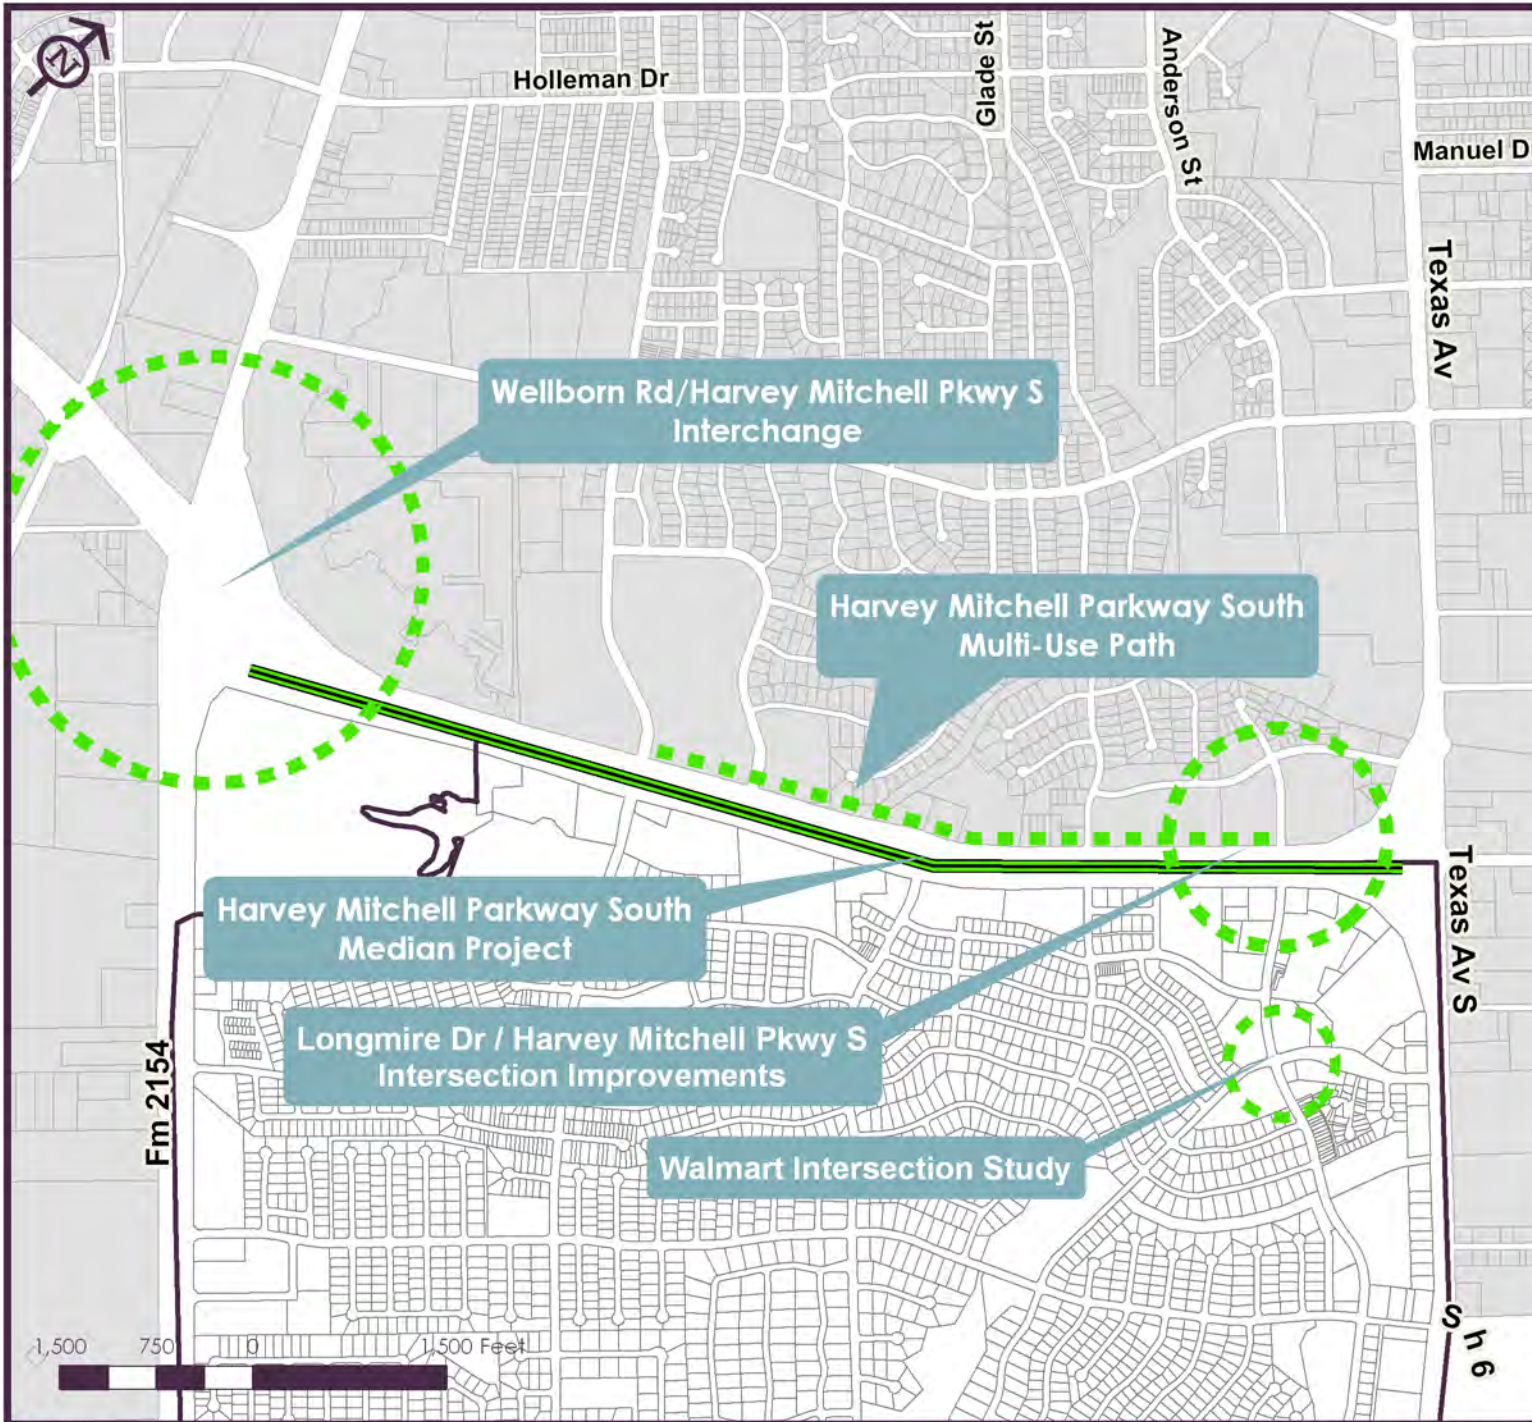 N
Holleman Dr
Glade St
Anderson St
Manuel D
Texas Av
Wellborn Rd/Harvey Mitchell Pkwy S
Interchange
Harvey Mitchell Parkway South
Multi-Use Path
Harvey Mitchell Parkway South
Median Project
Texas Av S
Longmire Dr / Harvey Mitchell Pkwy S
Intersection Improvements
Fm 2154
Walmart Intersection Study
Sh 6
1,500 750 0 1,500 Feet